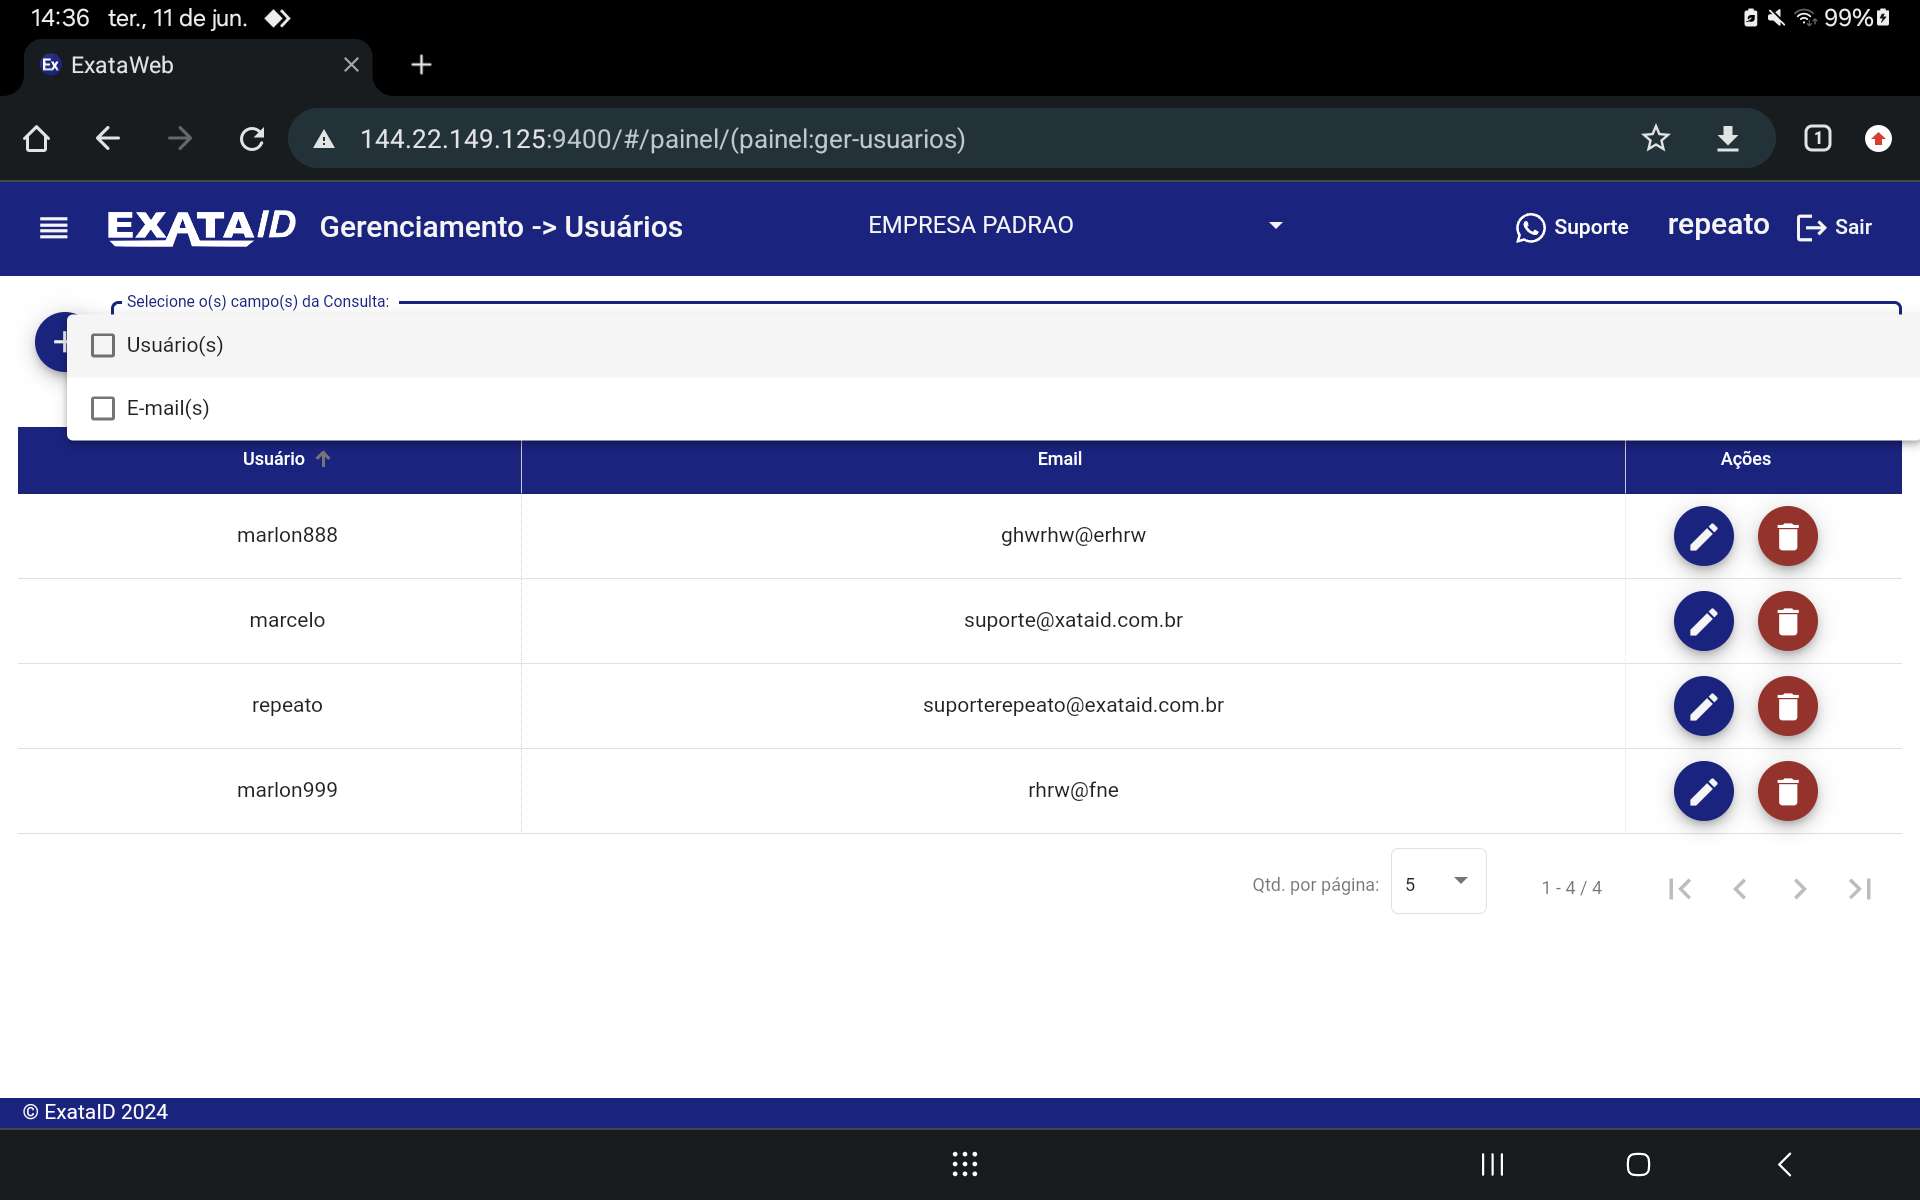 14:36 ter., 11 de jun. 99%
Ex ExataWeb
144.22.149.125:9400/#/painel/(painel:ger-usuarios) 1
EXATAID Gerenciamento -> Usuários EMPRESA PADRAO Suporte repeato Sair
Selecione o(s) campo(s) da Consulta:
Usuário(s)
E-mail(s)
Usuário Email Ações
marlon888 ghwrhw@erhrw
marcelo suporte@xataid.com.br
repeato suporterepeato@exataid.com.br
marlon999 rhrw@fne
Qtd. por página: 5 1 - 4 / 4
© ExataID 2024